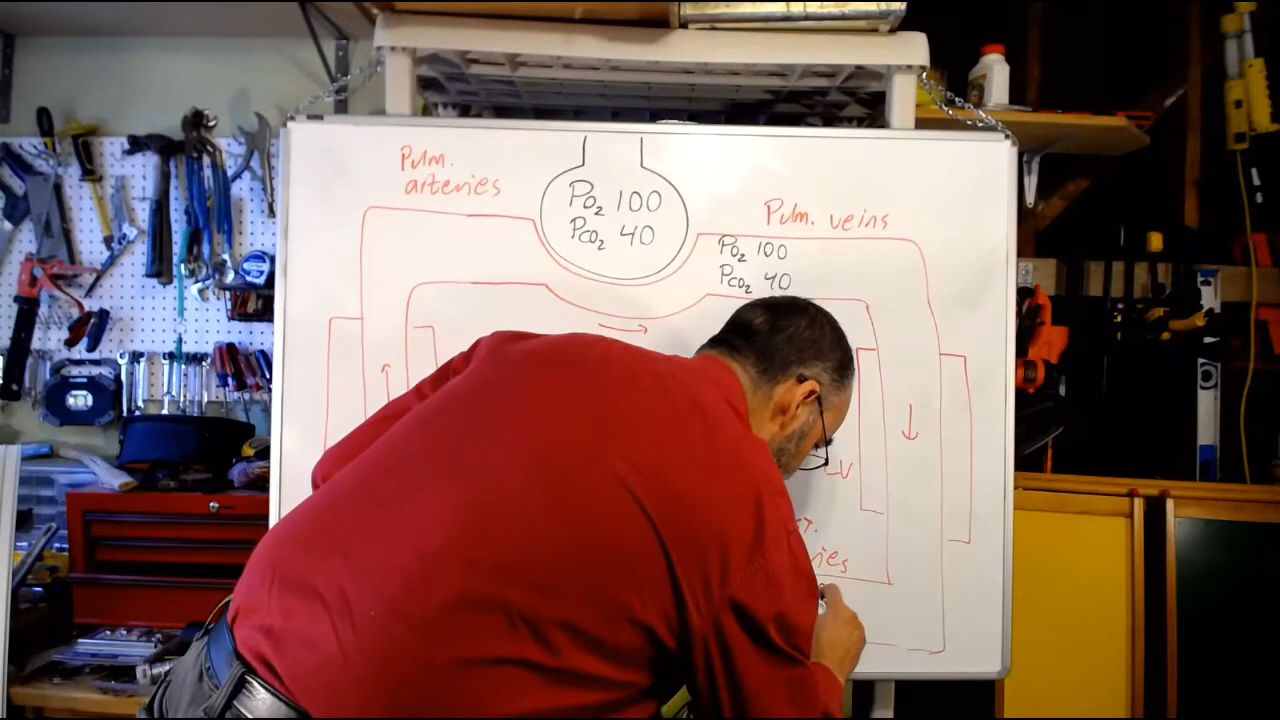 Pulm.
arteries
PO₂ 100
PCO₂ 40
Pulm. veins
PO₂ 100
PCO₂ 40